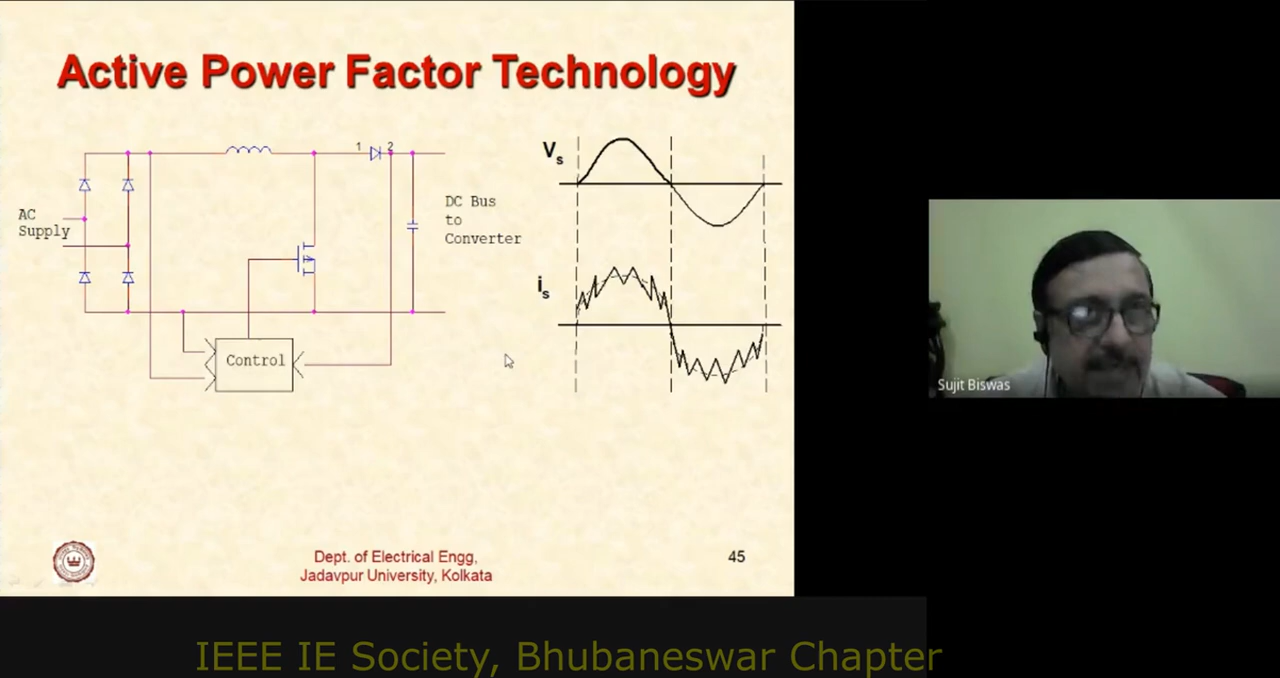 Active Power Factor Technology
1 2
AC
Supply
DC Bus
to
Converter
Control
Vs
is
Dept. of Electrical Engg,
Jadavpur University, Kolkata
45
Sujit Biswas
IEEE IE Society, Bhubaneswar Chapter